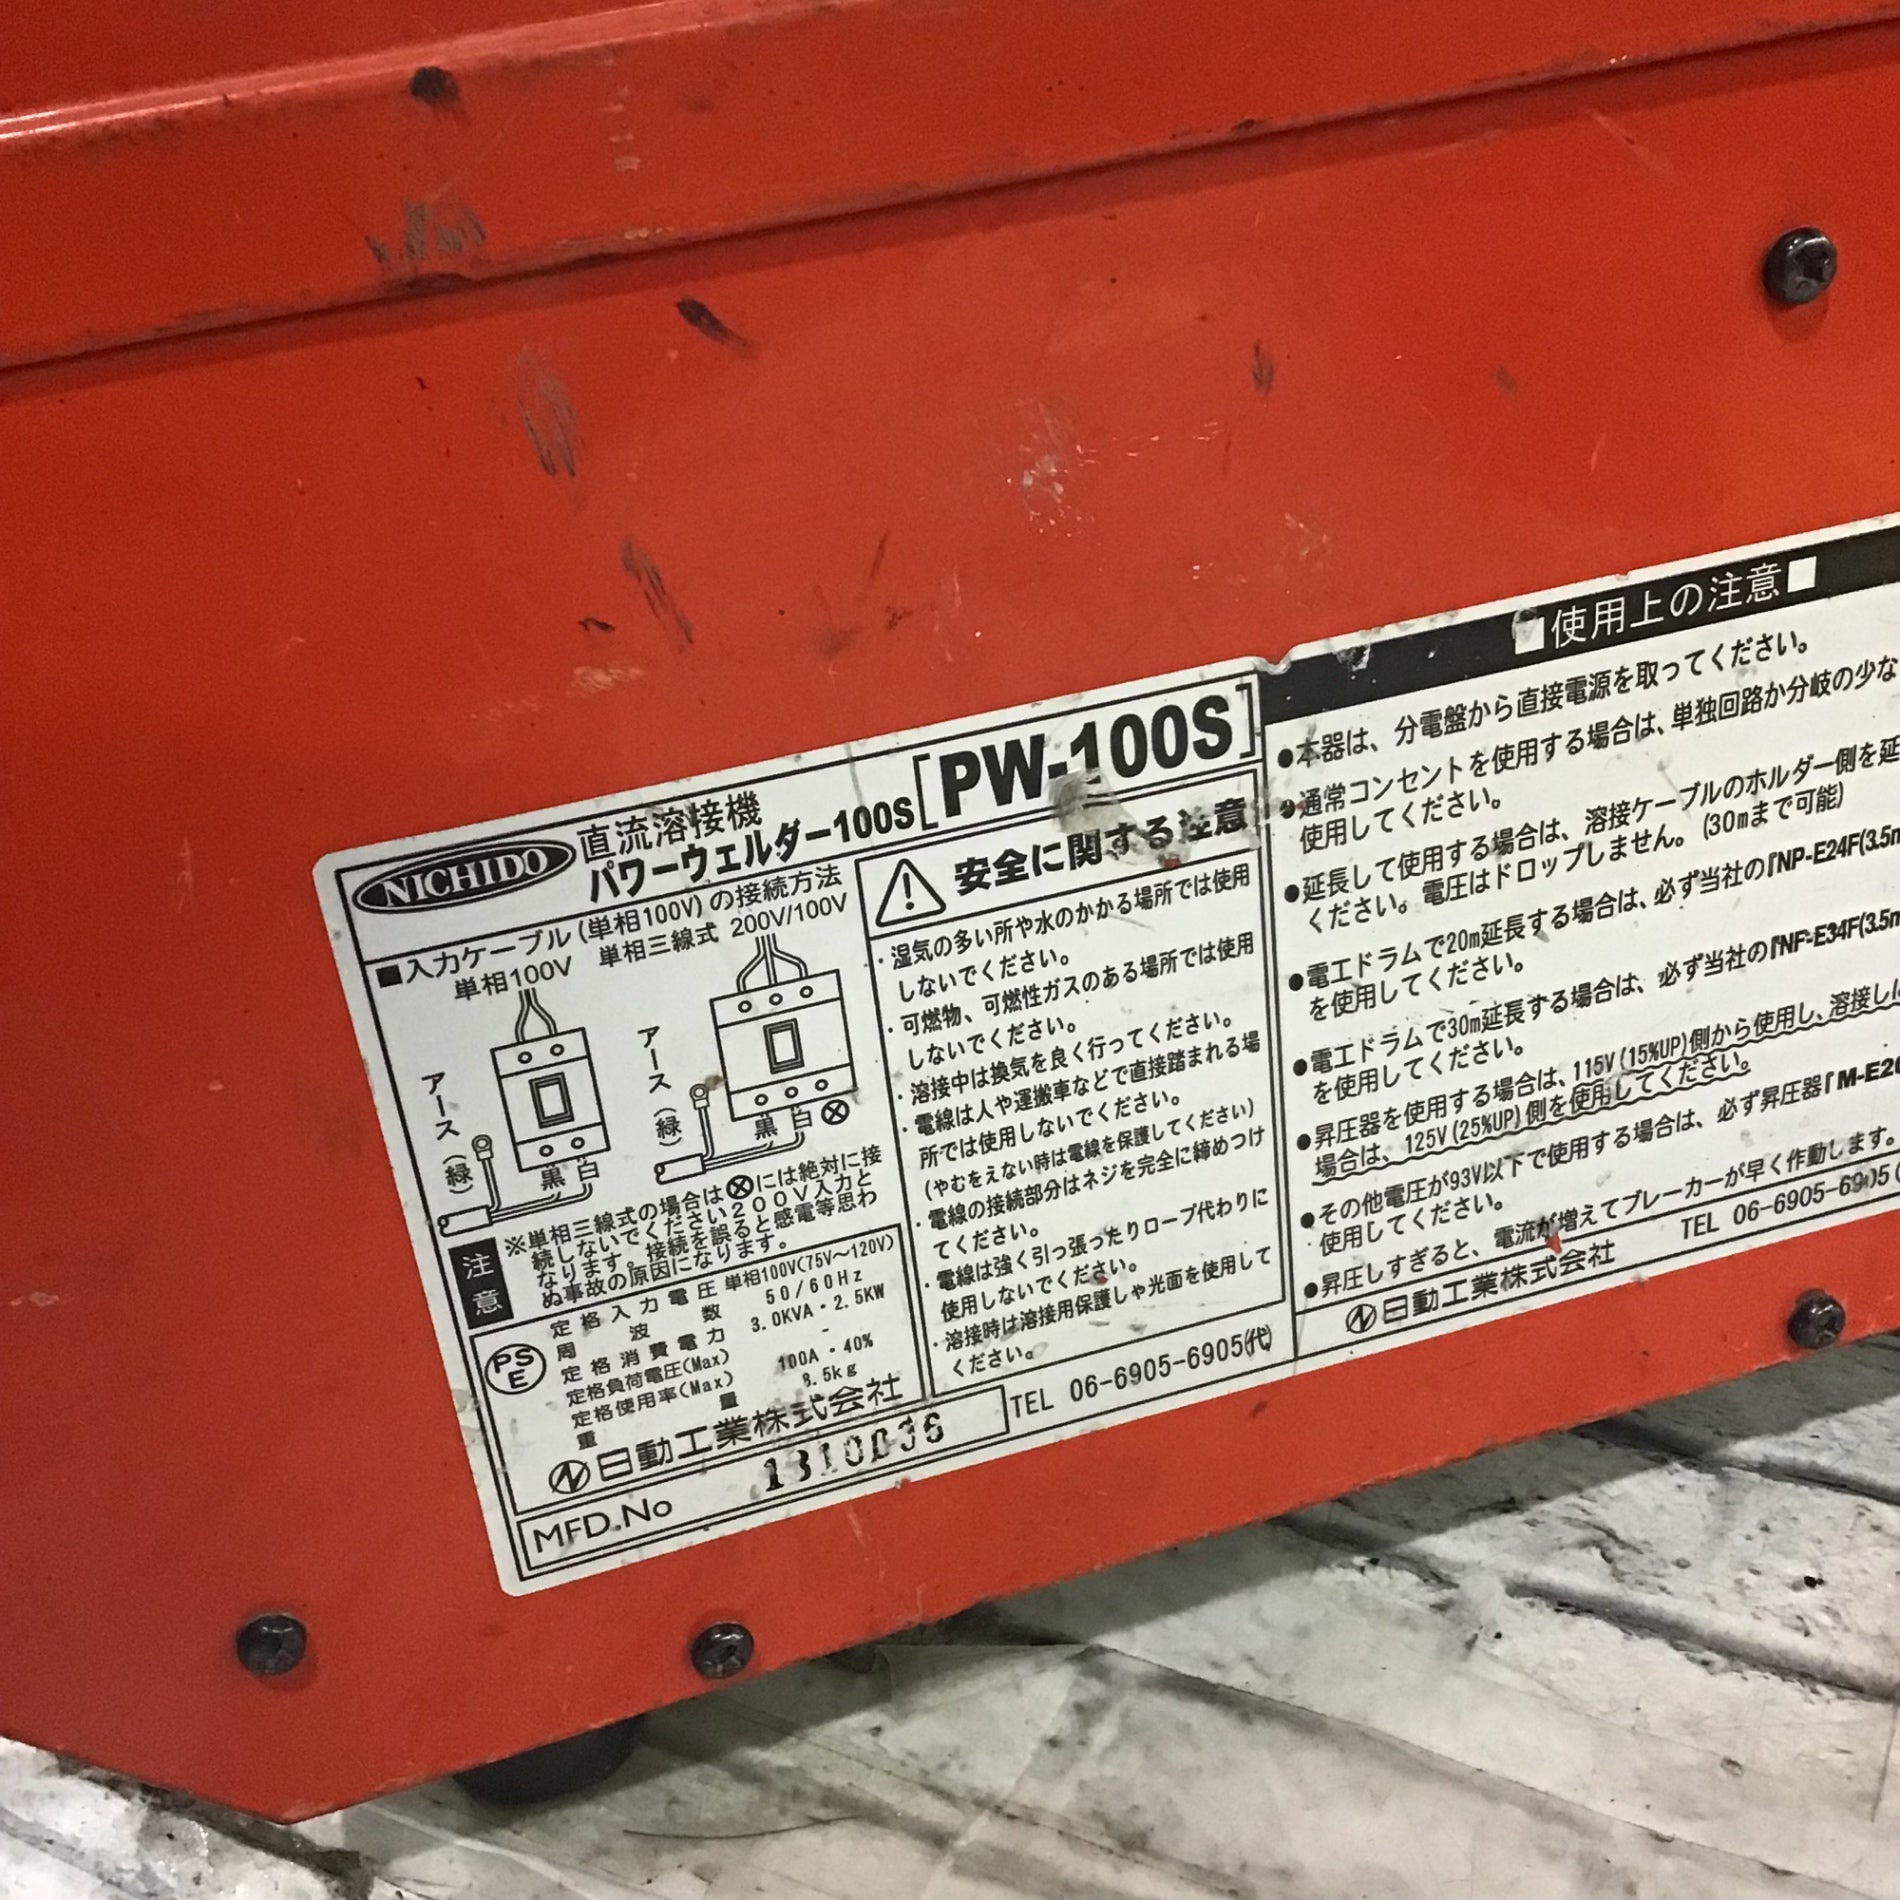 NICHIDO
直流溶接機
パワーウェルダー100S [PW-100S]
■入力ケーブル(単相100V)の接続方法
単相100V 単相三線式 200V/100V
アース(緑)
黒 白
アース(緑)
黒 白 ⊗
注意
※単相三線式の場合は⊗には絶対に接
続しないでください200V入力と
なります。接続を誤ると感電等思わ
ぬ事故の原因になります。
PSE
定格入力電圧 単相100V(75V〜120V)
周波数 50/60Hz
定格消費電力 3.0KVA・2.5KW
定格負荷電圧(Max) -
定格使用率(Max) 100A・40%
重量 8.5kg
日動工業株式会社
MFD.No
安全に関する注意
・湿気の多い所や水のかかる場所では使用
しないでください。
・可燃物、可燃性ガスのある場所では使用
しないでください。
・溶接中は換気を良く行ってください。
・電線は人や運搬車などで直接踏まれる場
所では使用しないでください。
(やむをえない時は電線を保護してください)
・電線の接続部分はネジを完全に締めつけ
てください。
・電線は強く引っ張ったりロープ代わりに
使用しないでください。
・溶接時は溶接用保護しゃ光面を使用して
ください。
TEL 06-6905-6905(代)
■使用上の注意■
●本器は、分電盤から直接電源を取ってください。
●通常コンセントを使用する場合は、単独回路か分岐の少な
使用してください。
●延長して使用する場合は、溶接ケーブルのホルダー側を延
ください。電圧はドロップしません。(30mまで可能)
●電工ドラムで20m延長する場合は、必ず当社の『NP-E24F(3.5m
を使用してください。
●電工ドラムで30m延長する場合は、必ず当社の『NF-E34F(3.5m
を使用してください。
●昇圧器を使用する場合は、115V(15%UP)側から使用し、溶接しに
場合は、125V(25%UP)側を使用してください。
●その他電圧が93V以下で使用する場合は、必ず昇圧器『M-E20
使用してください。
●昇圧しすぎると、電流が増えてブレーカーが早く作動します。
日動工業株式会社 TEL 06-6905-6905(